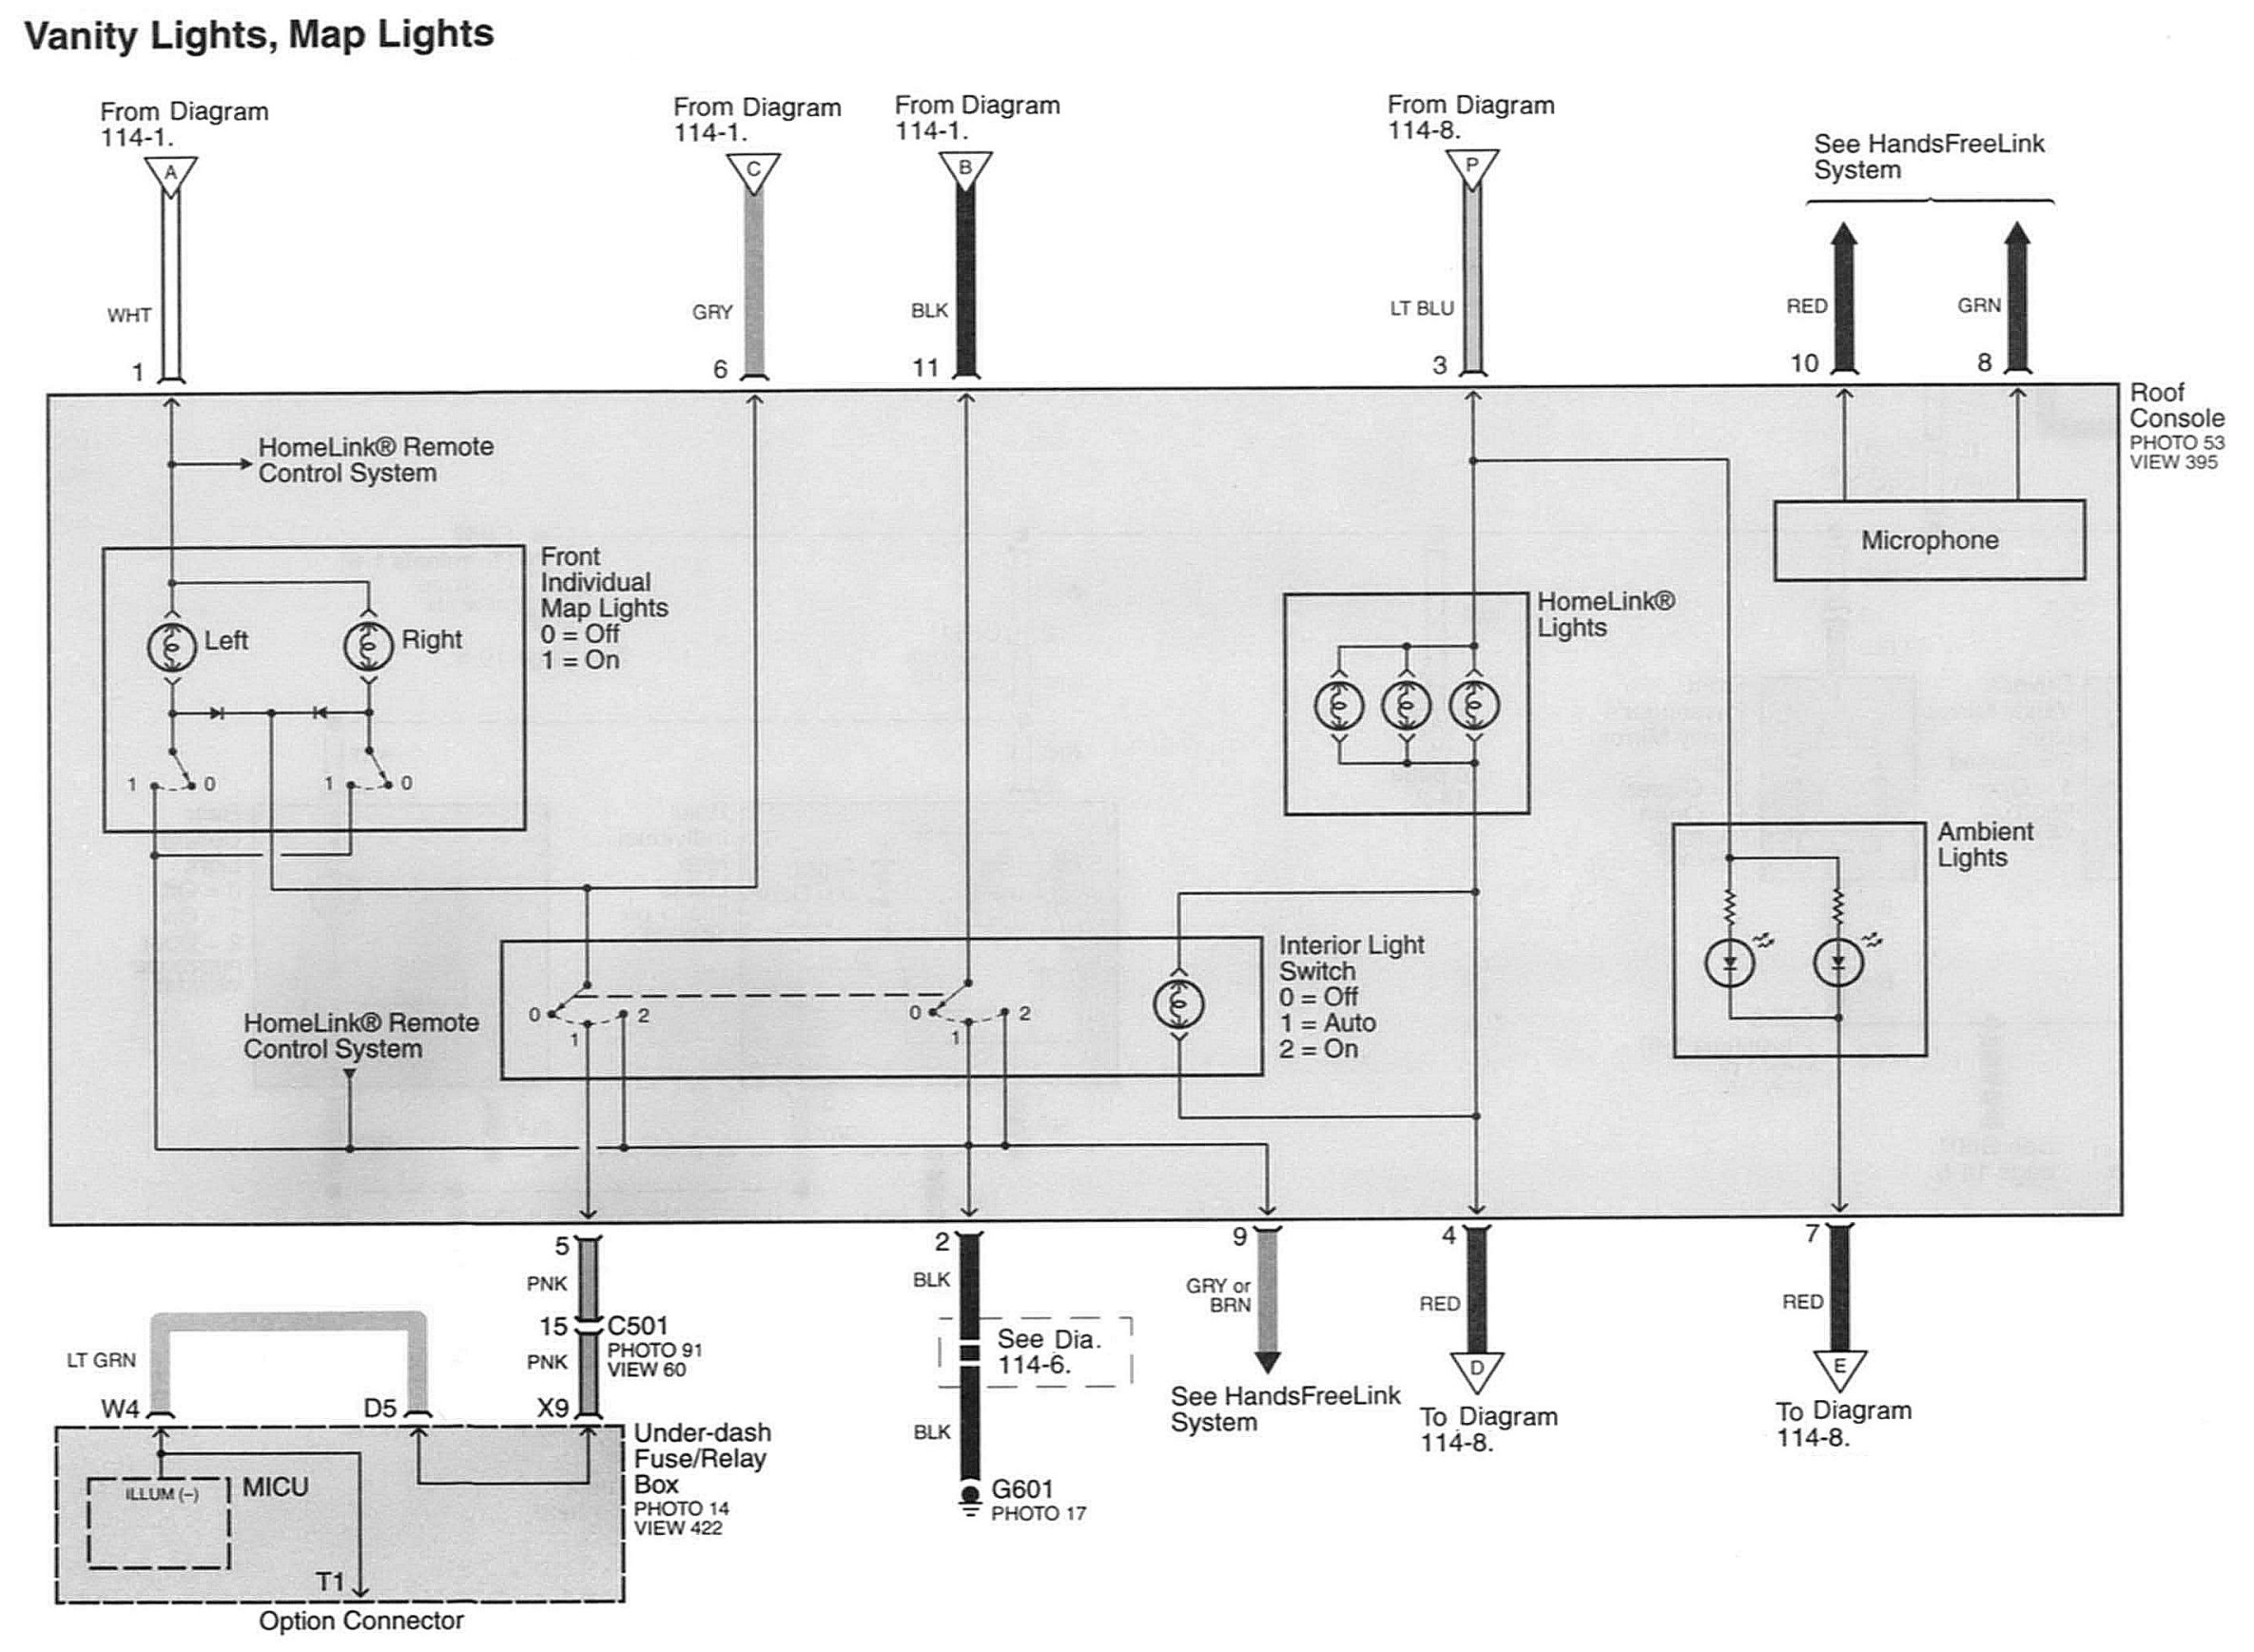 Vanity Lights, Map Lights
From Diagram
114-1.
A
WHT
1
From Diagram
114-1.
C
GRY
6
From Diagram
114-1.
B
BLK
11
From Diagram
114-8.
P
LT BLU
3
See HandsFreeLink
System
RED
10
GRN
8
Roof
Console
PHOTO 53
VIEW 395
HomeLink® Remote
Control System
Front
Individual
Map Lights
0 = Off
1 = On
Left
Right
1
0
1
0
Microphone
HomeLink®
Lights
Ambient
Lights
Interior Light
Switch
0 = Off
1 = Auto
2 = On
0
1
2
0
1
2
HomeLink® Remote
Control System
5
PNK
15
C501
PHOTO 91
VIEW 60
PNK
X9
LT GRN
W4
D5
Under-dash
Fuse/Relay
Box
PHOTO 14
VIEW 422
ILLUM (–)
MICU
T1
Option Connector
2
BLK
See Dia.
114-6.
BLK
G601
PHOTO 17
9
GRY or
BRN
See HandsFreeLink
System
4
RED
D
To Diagram
114-8.
7
RED
E
To Diagram
114-8.